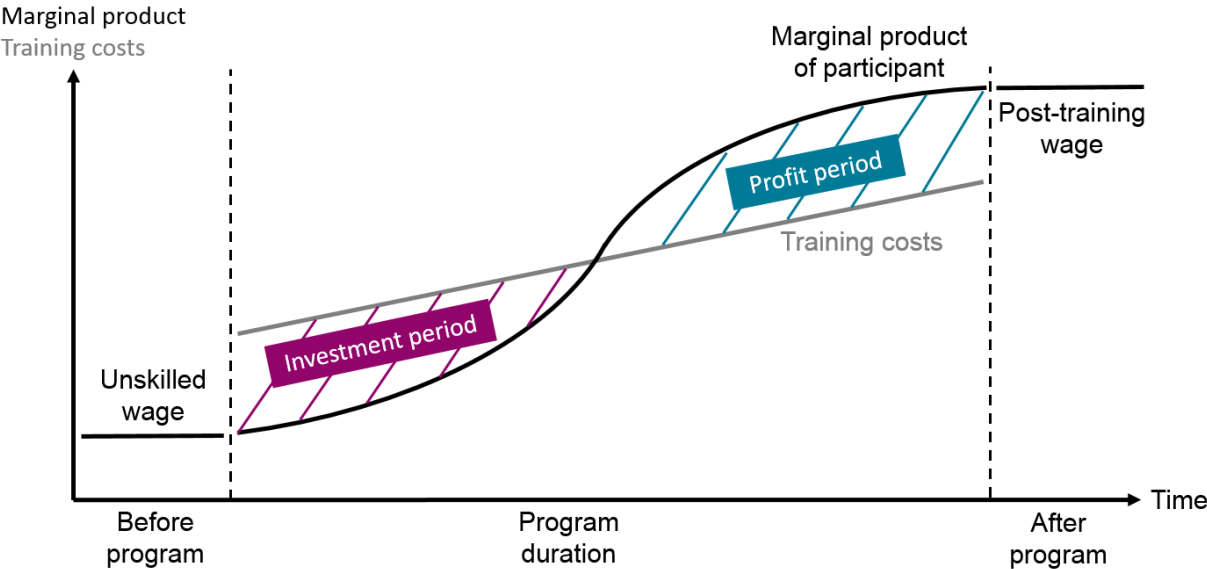 Marginal product
Training costs
Marginal product
of participant
Post-training
wage
Profit period
Training costs
Investment period
Unskilled
wage
Time
Before
program
Program
duration
After
program